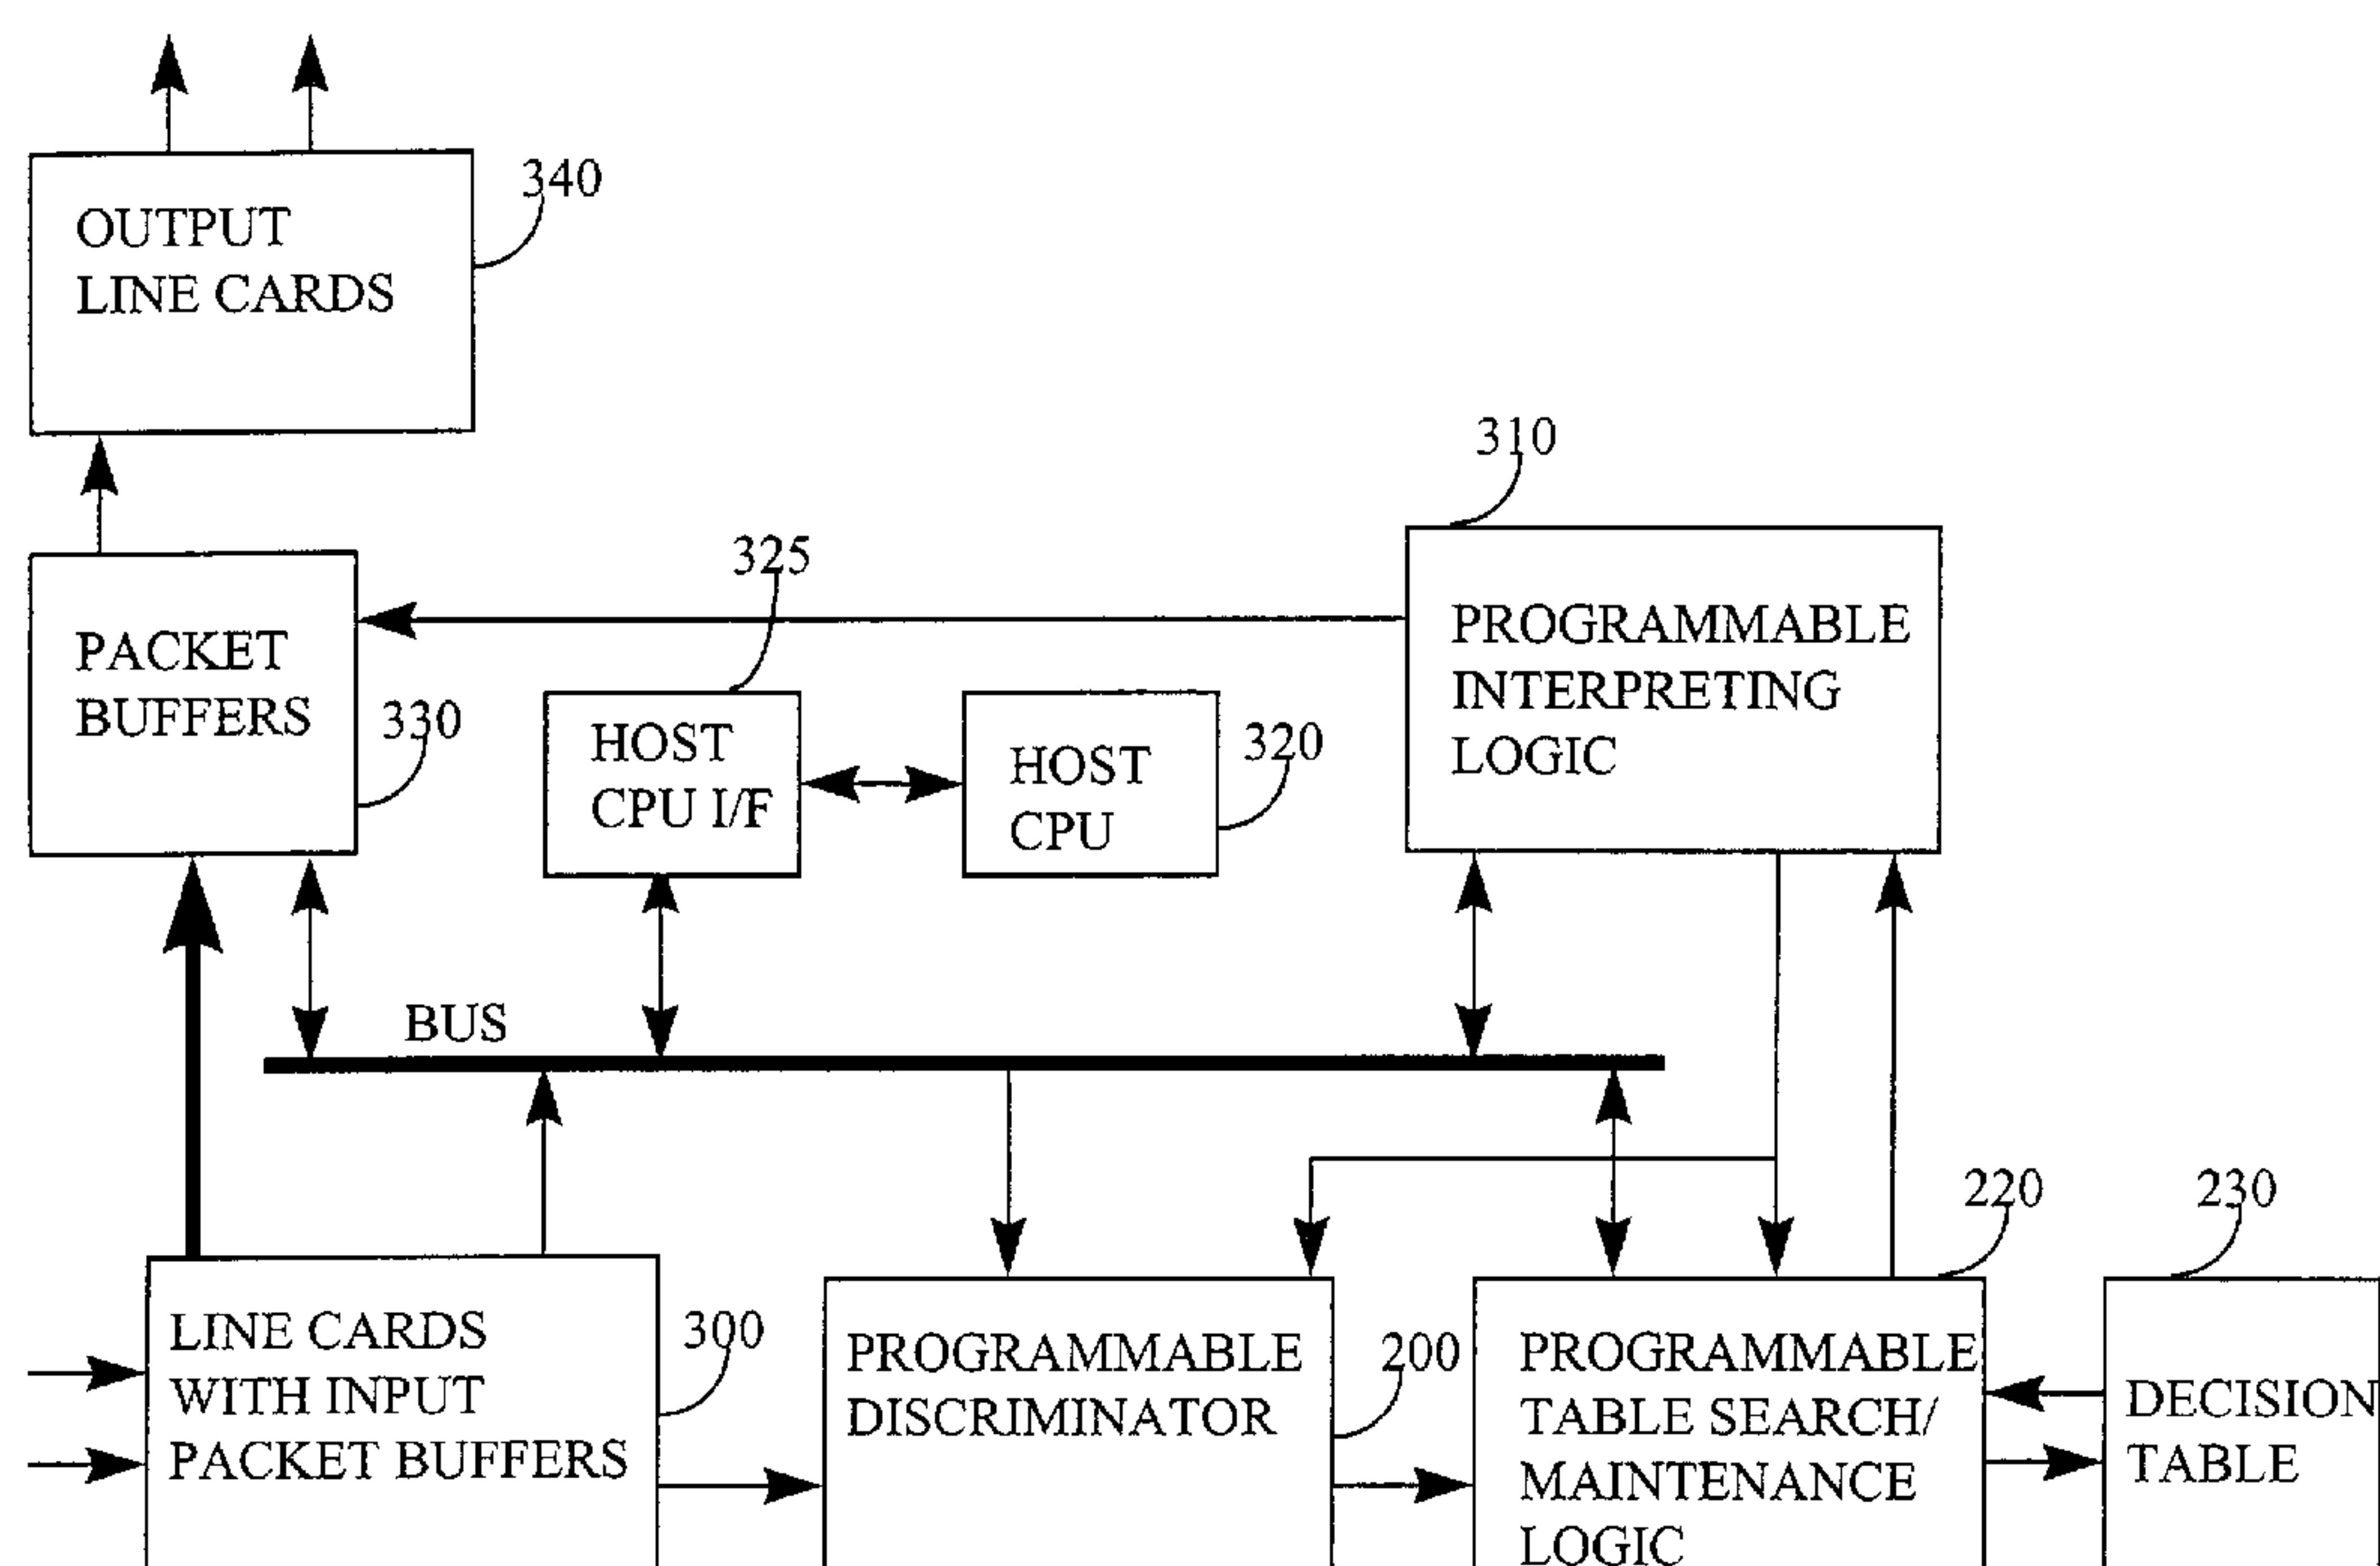 340
OUTPUT
LINE CARDS
310
325
PROGRAMMABLE
INTERPRETING
LOGIC
PACKET
BUFFERS
330
HOST
CPU I/F
HOST
CPU
320
BUS
220
230
LINE CARDS
WITH INPUT
PACKET BUFFERS
300
PROGRAMMABLE
DISCRIMINATOR
200
PROGRAMMABLE
TABLE SEARCH/
MAINTENANCE
LOGIC
DECISION
TABLE